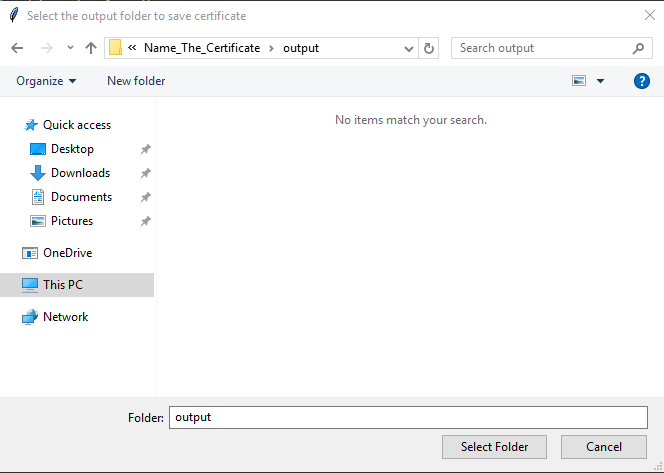 Select the output folder to save certificate
« Name_The_Certificate > output
Search output
Organize
New folder
?
No items match your search.
Quick access
Desktop
Downloads
Documents
Pictures
OneDrive
This PC
Network
Folder: output
Select Folder
Cancel